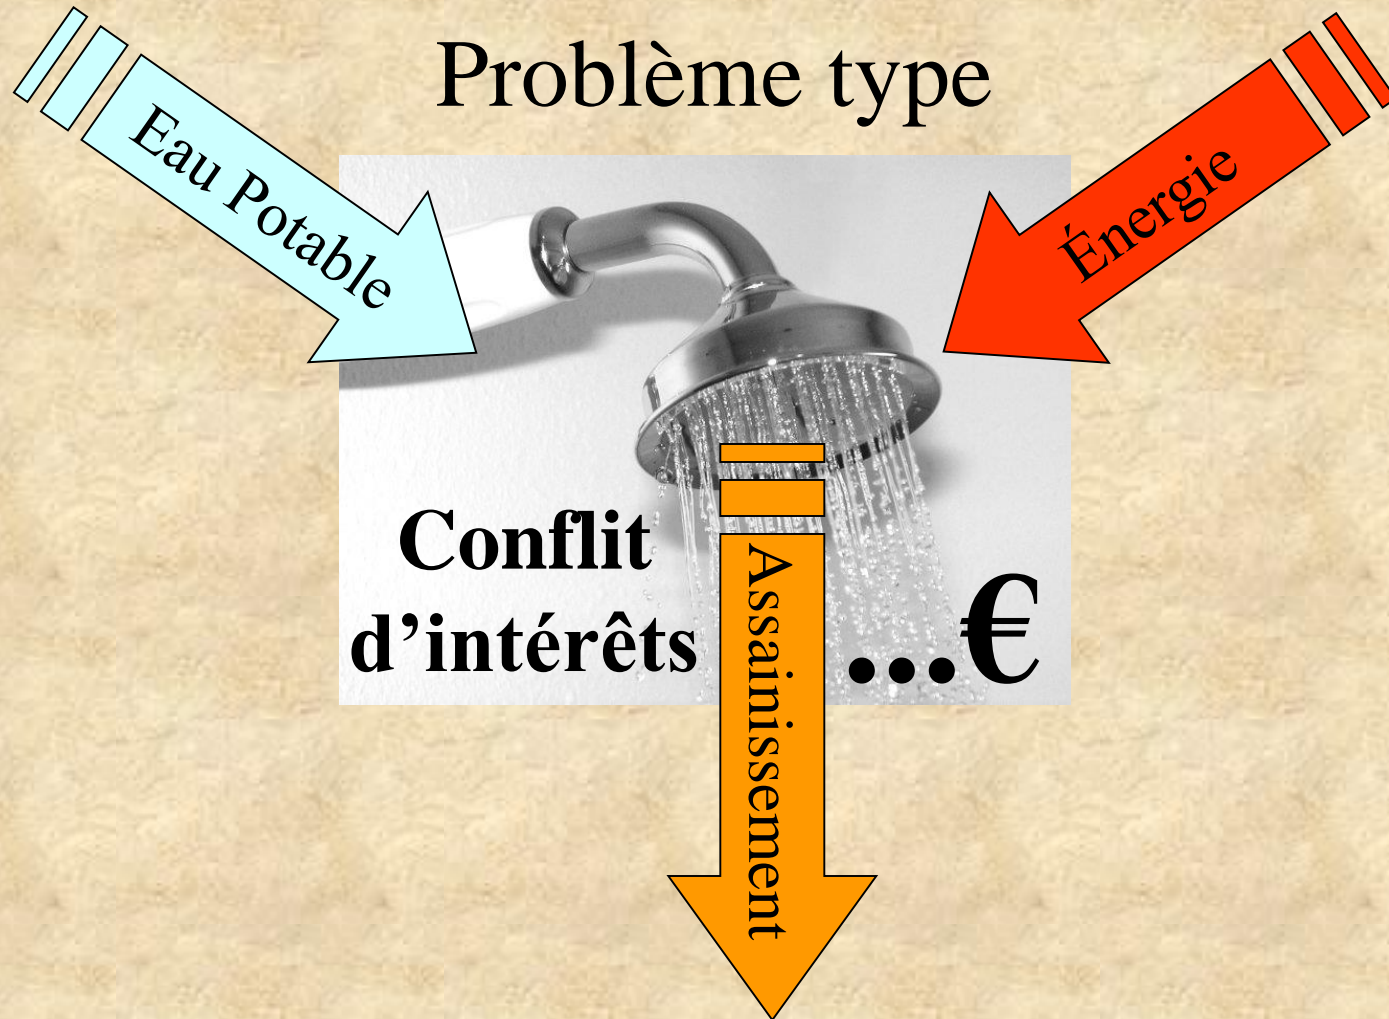 Problème type
Eau Potable
Énergie
Conflit
d’intérêts
Assainissement
...€